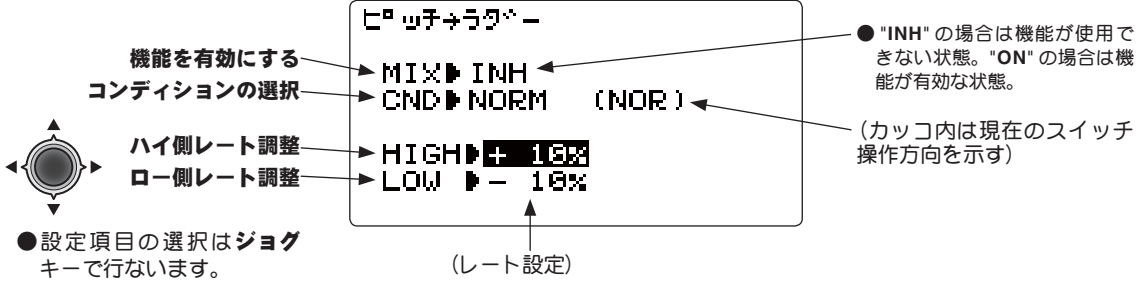 ピッチ→ラダー
機能を有効にする
MIX▶INH
コンディションの選択
CND▶NORM (NOR)
ハイ側レート調整
HIGH▶+ 10%
ロー側レート調整
LOW ▶- 10%
●設定項目の選択はジョグ
キーで行ないます。
(レート設定)
●"INH" の場合は機能が使用で
きない状態。"ON" の場合は機
能が有効な状態。
(カッコ内は現在のスイッチ
操作方向を示す)